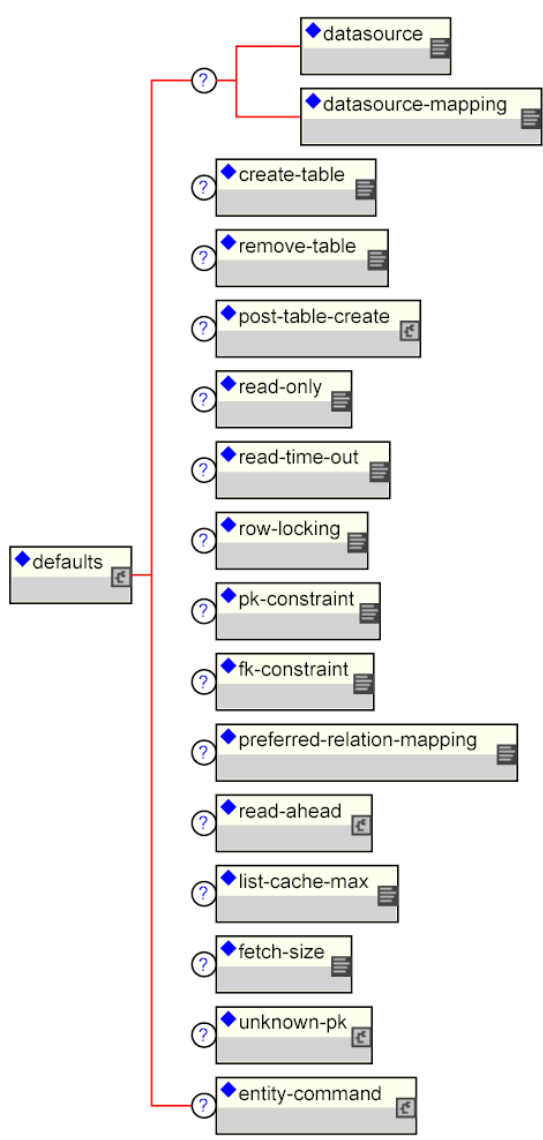 datasource
?
datasource-mapping
? create-table
? remove-table
? post-table-create
? read-only
? read-time-out
? row-locking
defaults
? pk-constraint
? fk-constraint
? preferred-relation-mapping
? read-ahead
? list-cache-max
? fetch-size
? unknown-pk
? entity-command